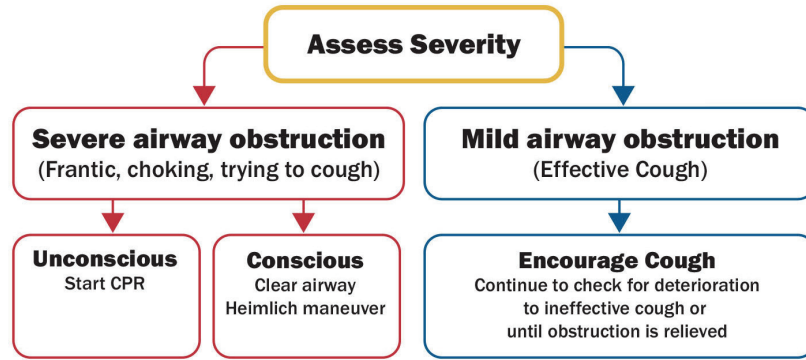 Assess Severity
Severe airway obstruction
(Frantic, choking, trying to cough)
Mild airway obstruction
(Effective Cough)
Unconscious
Start CPR
Conscious
Clear airway
Heimlich maneuver
Encourage Cough
Continue to check for deterioration
to ineffective cough or
until obstruction is relieved